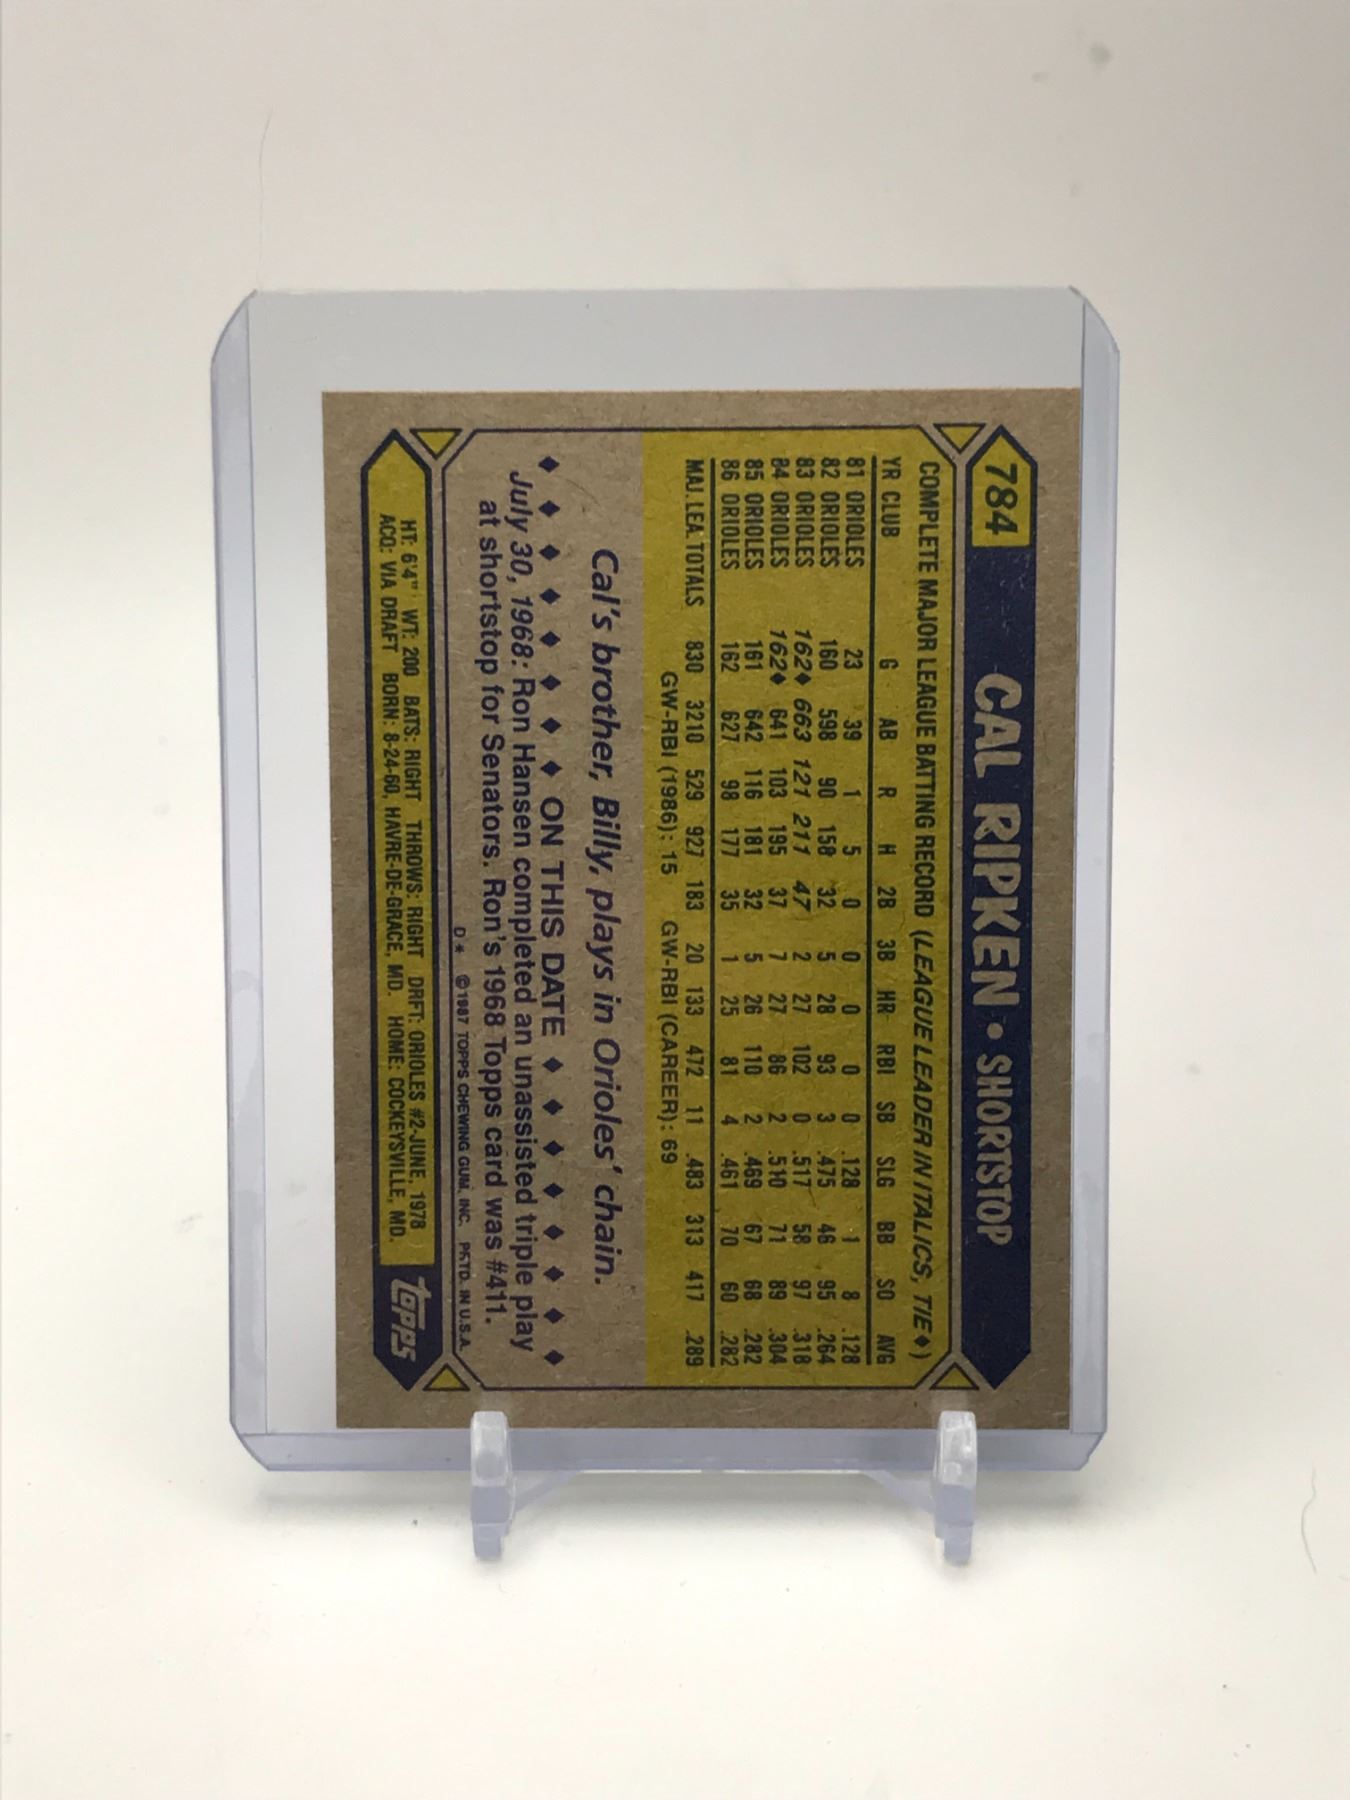 784 CAL RIPKEN • SHORTSTOP
COMPLETE MAJOR LEAGUE BATTING RECORD (LEAGUE LEADER IN ITALICS, TIE♦)
YR CLUB G AB R H 2B 3B HR RBI SB SLG BB SO AVG
81 ORIOLES 23 39 1 5 0 0 0 0 0 .128 1 8 .128
82 ORIOLES 160 598 90 158 32 5 28 93 3 .475 46 95 .264
83 ORIOLES 162♦ 663 121 211 47 2 27 102 0 .517 58 97 .318
84 ORIOLES 162♦ 641 103 195 37 7 27 86 2 .510 71 89 .304
85 ORIOLES 161 642 116 181 32 5 26 110 2 .469 67 68 .282
86 ORIOLES 162 627 98 177 35 1 25 81 4 .461 70 60 .282
MAJ. LEA. TOTALS 830 3210 529 927 183 20 133 472 11 .483 313 417 .289
GW-RBI (1986): 15 GW-RBI (CAREER): 69
Cal's brother, Billy, plays in Orioles' chain.
♦ ♦ ♦ ♦ ♦ ♦ ♦ ♦ ON THIS DATE ♦ ♦ ♦ ♦ ♦ ♦ ♦ ♦
July 30, 1968: Ron Hansen completed an unassisted triple play
at shortstop for Senators. Ron's 1968 Topps card was #411.
D* ©1987 TOPPS CHEWING GUM, INC. PRTD. IN U.S.A.
HT: 6'4" WT: 200 BATS: RIGHT THROWS: RIGHT DRFT: ORIOLES #2-JUNE, 1978
ACQ: VIA DRAFT BORN: 8-24-60, HAVRE-DE-GRACE, MD. HOME: COCKEYSVILLE, MD.
topps